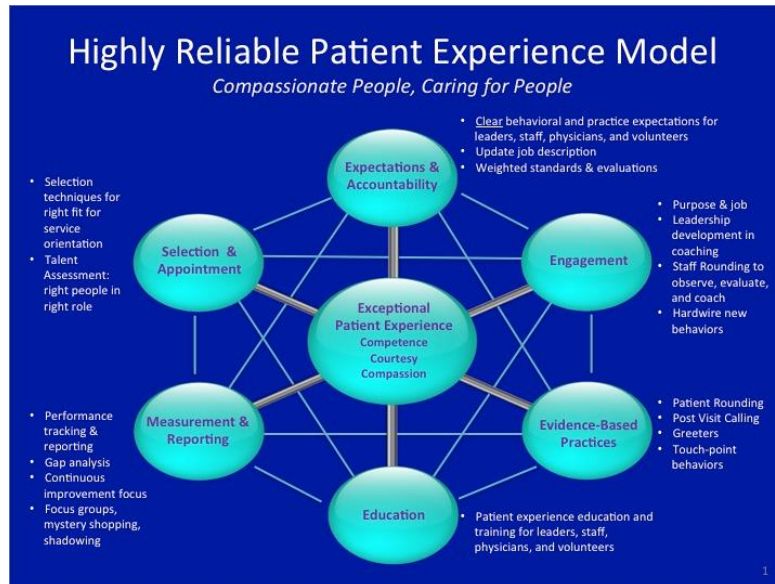 Highly Reliable Patient Experience Model
Compassionate People, Caring for People
• Clear behavioral and practice expectations for
leaders, staff, physicians, and volunteers
• Update job description
• Weighted standards & evaluations
Expectations &
Accountability
• Selection
techniques for
right fit for
service
orientation
• Talent
Assessment:
right people in
right role
Selection &
Appointment
Engagement
• Purpose & job
• Leadership
development in
coaching
• Staff Rounding to
observe, evaluate,
and coach
• Hardwire new
behaviors
Exceptional
Patient Experience
Competence
Courtesy
Compassion
• Performance
tracking &
reporting
• Gap analysis
• Continuous
improvement focus
• Focus groups,
mystery shopping,
shadowing
Measurement &
Reporting
Evidence-Based
Practices
• Patient Rounding
• Post Visit Calling
• Greeters
• Touch-point
behaviors
Education
• Patient experience education and
training for leaders, staff,
physicians, and volunteers
1